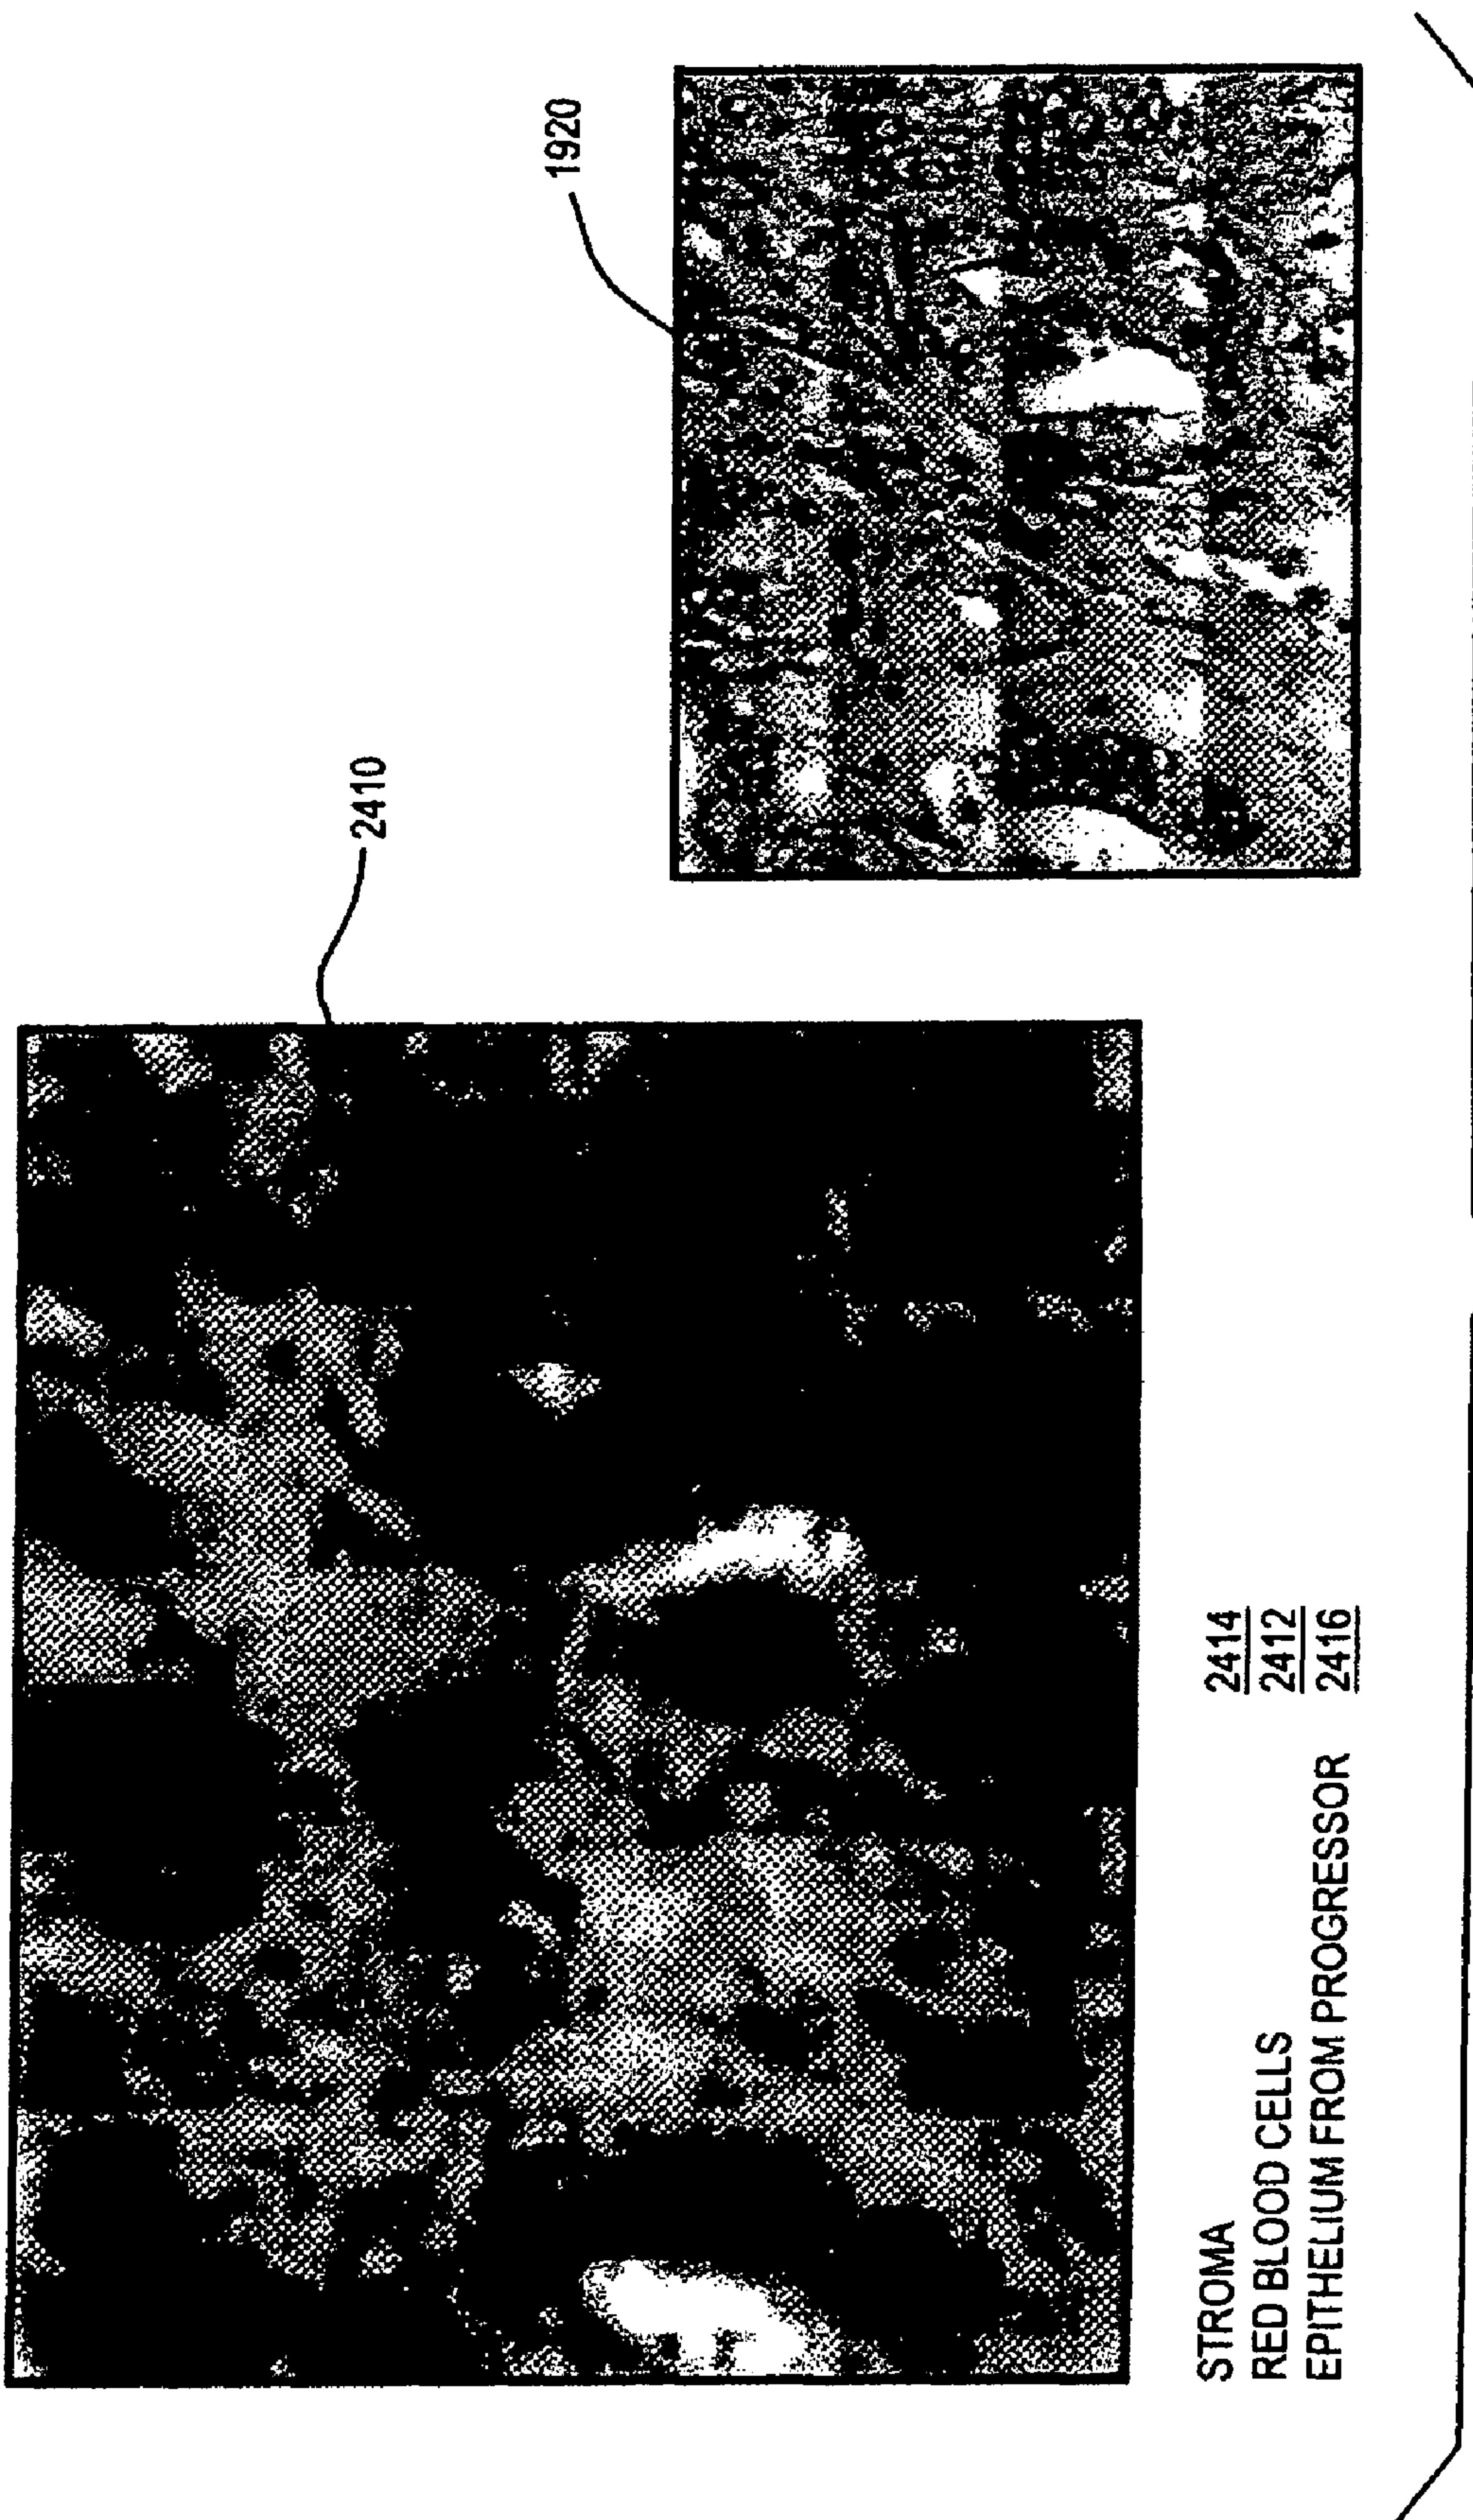 2410
1920
STROMA 2414
RED BLOOD CELLS 2412
EPITHELIUM FROM PROGRESSOR 2416